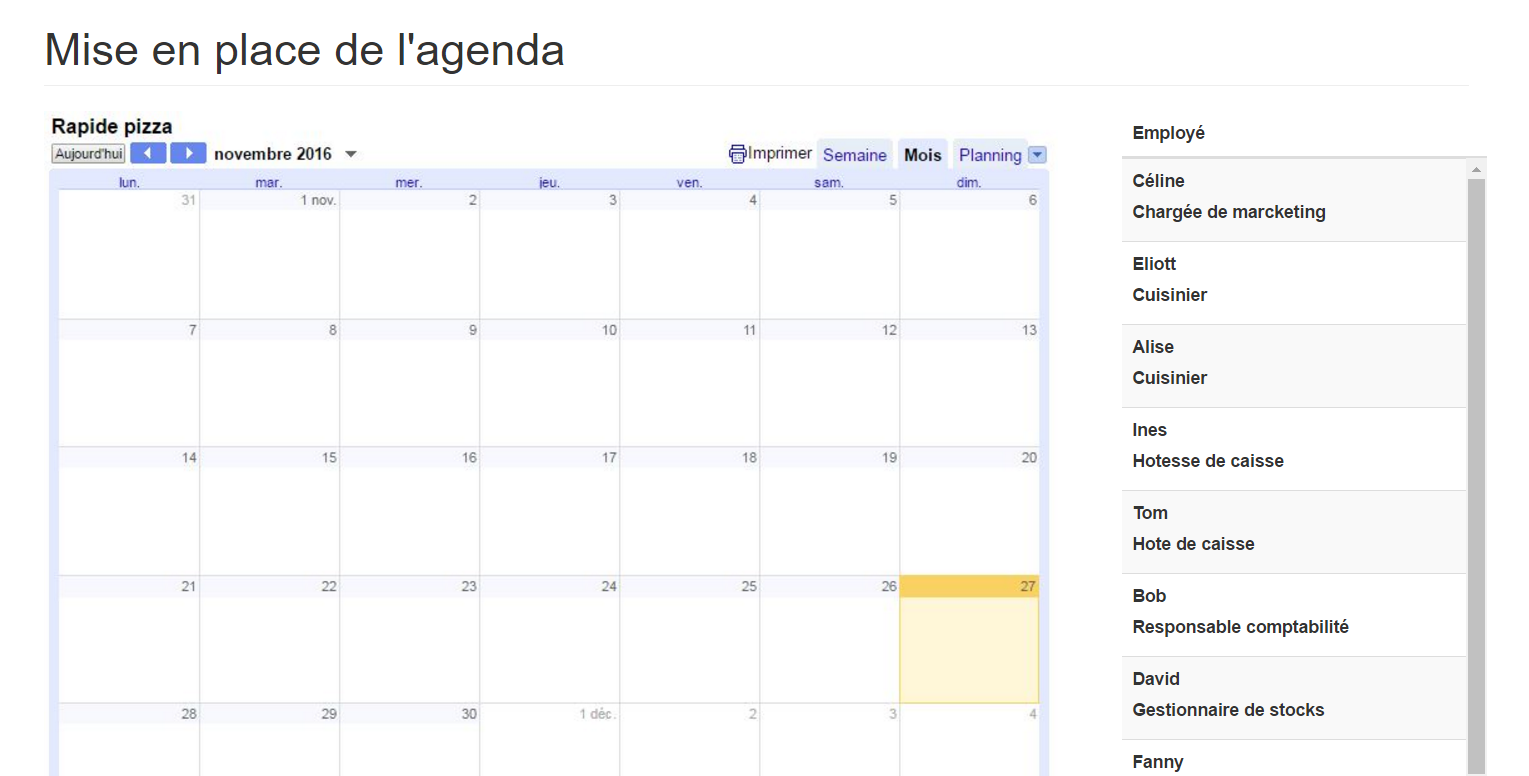 Mise en place de l'agenda
Rapide pizza
Aujourd'hui novembre 2016 Imprimer Semaine Mois Planning
lun. mar. mer. jeu. ven. sam. dim.
31 1 nov. 2 3 4 5 6
7 8 9 10 11 12 13
14 15 16 17 18 19 20
21 22 23 24 25 26 27
28 29 30 1 déc. 2 3 4
Employé
Céline
Chargée de marcketing
Eliott
Cuisinier
Alise
Cuisinier
Ines
Hotesse de caisse
Tom
Hote de caisse
Bob
Responsable comptabilité
David
Gestionnaire de stocks
Fanny